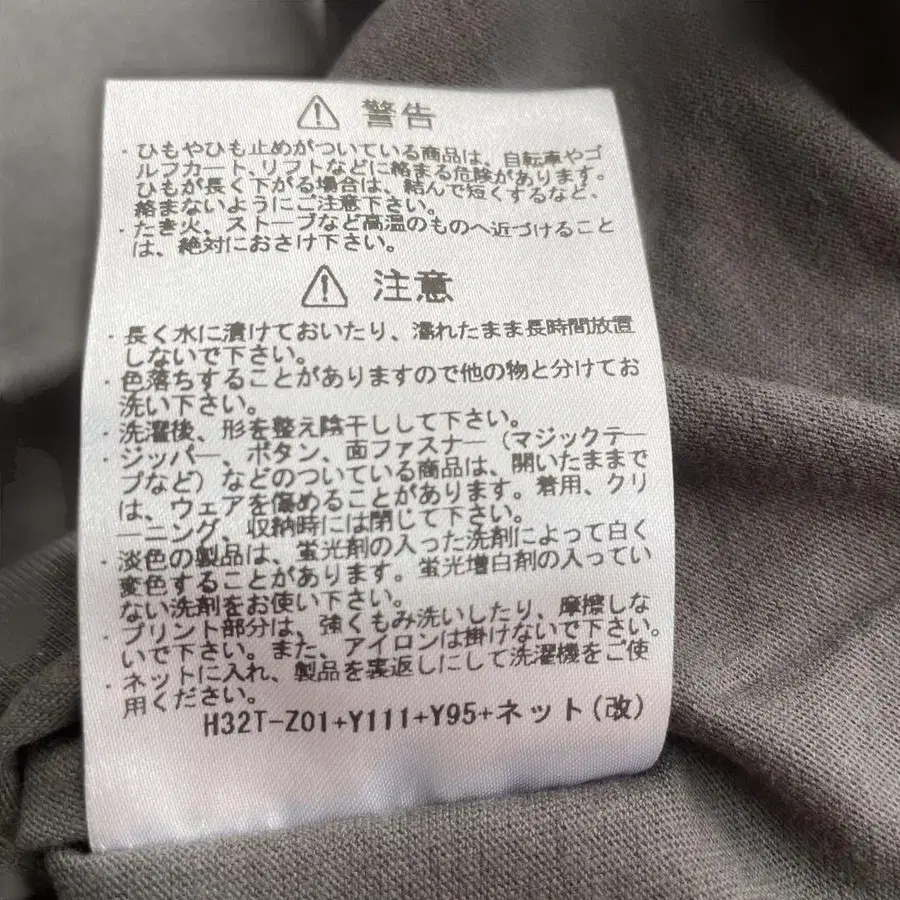 警告
・ひもやひも止めがついている商品は、自転車やゴ
ルフカート、リフトなどに絡まる危険があります。
ひもが長く下がる場合は、結んで短くするなど、
絡まないようにご注意下さい。
・たき火、ストーブなど高温のものへ近づけること
は、絶対におさけ下さい。
注意
・長く水に漬けておいたり、濡れたまま長時間放置
しないで下さい。
・色落ちすることがありますので他の物と分けてお
洗い下さい。
・洗濯後、形を整え陰干しして下さい。
・ジッパー、ボタン、面ファスナー(マジックテー
プなど)などのついている商品は、開いたままで
は、ウェアを傷めることがあります。着用、クリ
ーニング、収納時には閉じて下さい。
・淡色の製品は、蛍光剤の入った洗剤によって白く
変色することがあります。蛍光増白剤の入ってい
ない洗剤をお使い下さい。
・プリント部分は、強くもみ洗いしたり、摩擦しな
いで下さい。また、アイロンは掛けないで下さい。
・ネットに入れ、製品を裏返しにして洗濯機をご使
用ください。
H32T-Z01+Y111+Y95+ネット(改)